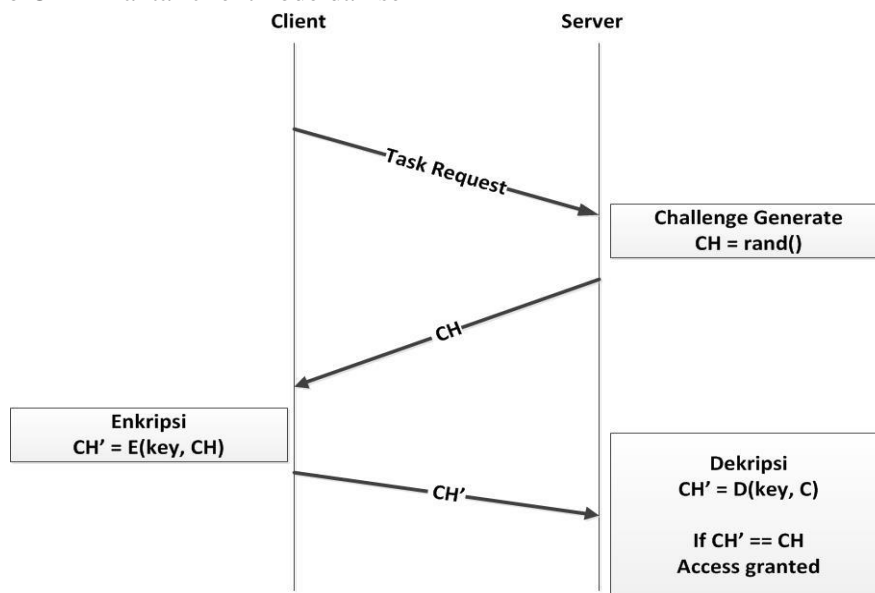 Client
Server
Task Request
Challenge Generate
CH = rand()
CH
Enkripsi
CH’ = E(key, CH)
CH’
Dekripsi
CH’ = D(key, C)
If CH’ == CH
Access granted